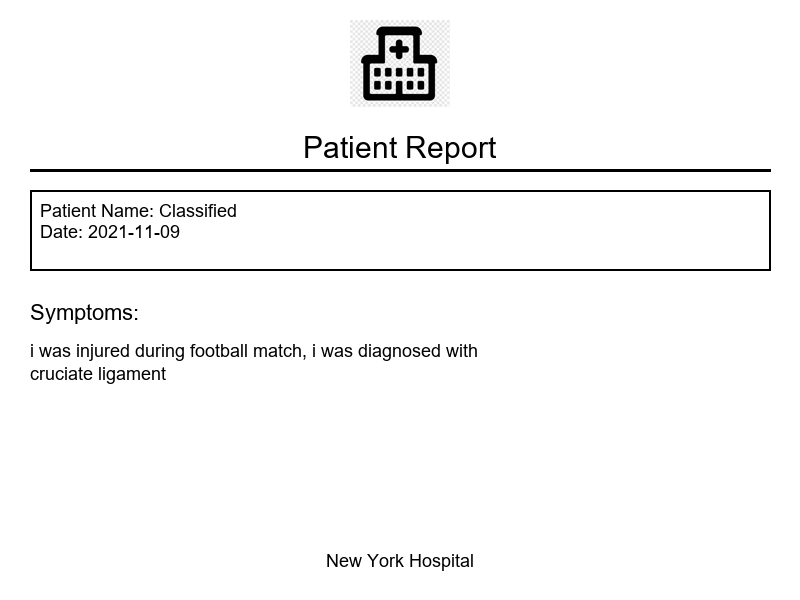 Patient Report
Patient Name: Classified
Date: 2021-11-09
Symptoms:
i was injured during football match, i was diagnosed with
cruciate ligament
New York Hospital